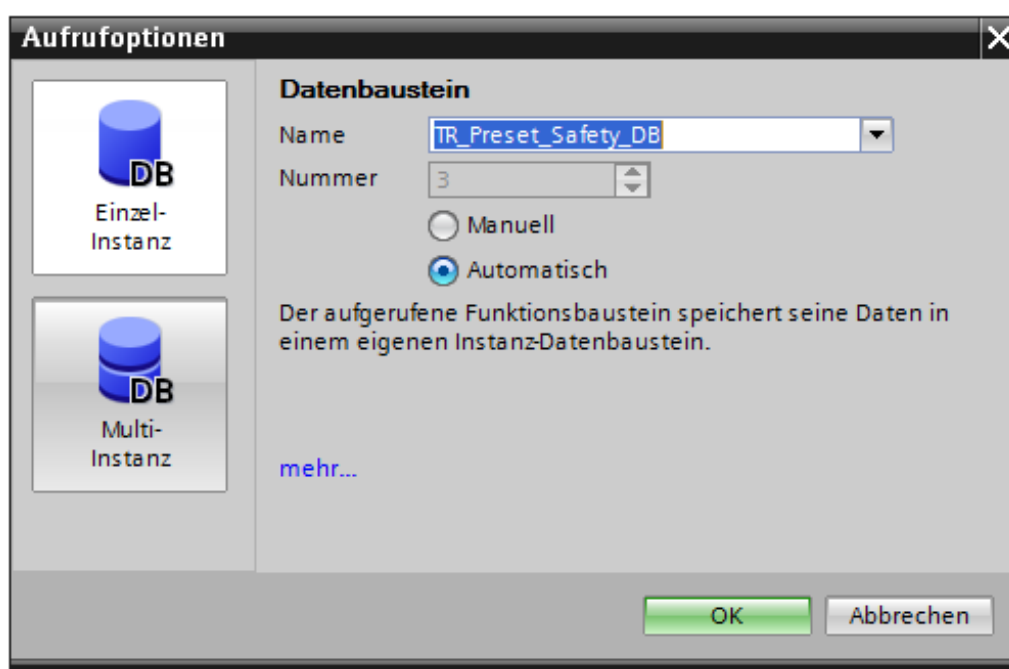 Aufrufoptionen
DB
Einzel-
Instanz
DB
Multi-
Instanz
Datenbaustein
Name TR_Preset_Safety_DB
Nummer 3
Manuell
Automatisch
Der aufgerufene Funktionsbaustein speichert seine Daten in
einem eigenen Instanz-Datenbaustein.
mehr...
OK Abbrechen